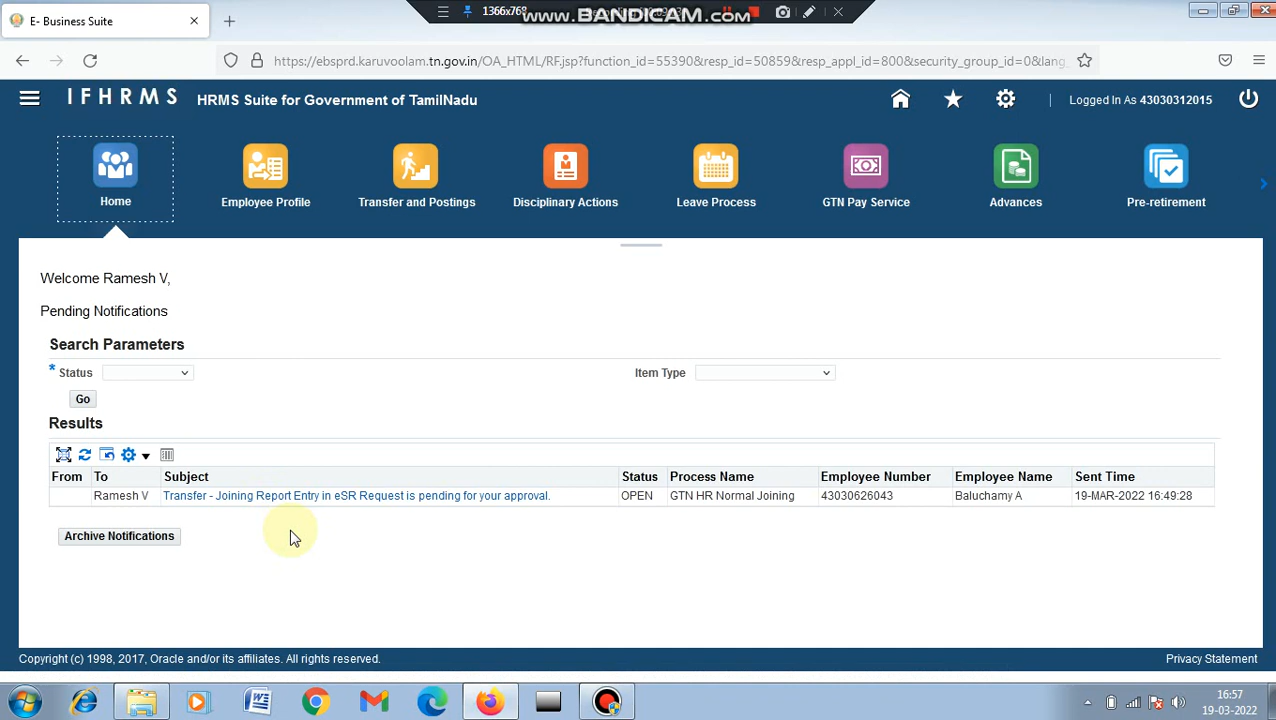 E- Business Suite
1366x768
www.BANDICAM.com
https://ebsprd.karuvoolam.tn.gov.in/OA_HTML/RF.jsp?function_id=55390&resp_id=50859&resp_appl_id=800&security_group_id=0&lang_
IFHRMS HRMS Suite for Government of TamilNadu Logged In As 43030312015
Home Employee Profile Transfer and Postings Disciplinary Actions Leave Process GTN Pay Service Advances Pre-retirement
Welcome Ramesh V,
Pending Notifications
Search Parameters
* Status Item Type
Go
Results
From To Subject Status Process Name Employee Number Employee Name Sent Time
Ramesh V Transfer - Joining Report Entry in eSR Request is pending for your approval. OPEN GTN HR Normal Joining 43030626043 Baluchamy A 19-MAR-2022 16:49:28
Archive Notifications
Copyright (c) 1998, 2017, Oracle and/or its affiliates. All rights reserved. Privacy Statement
16:57
19-03-2022